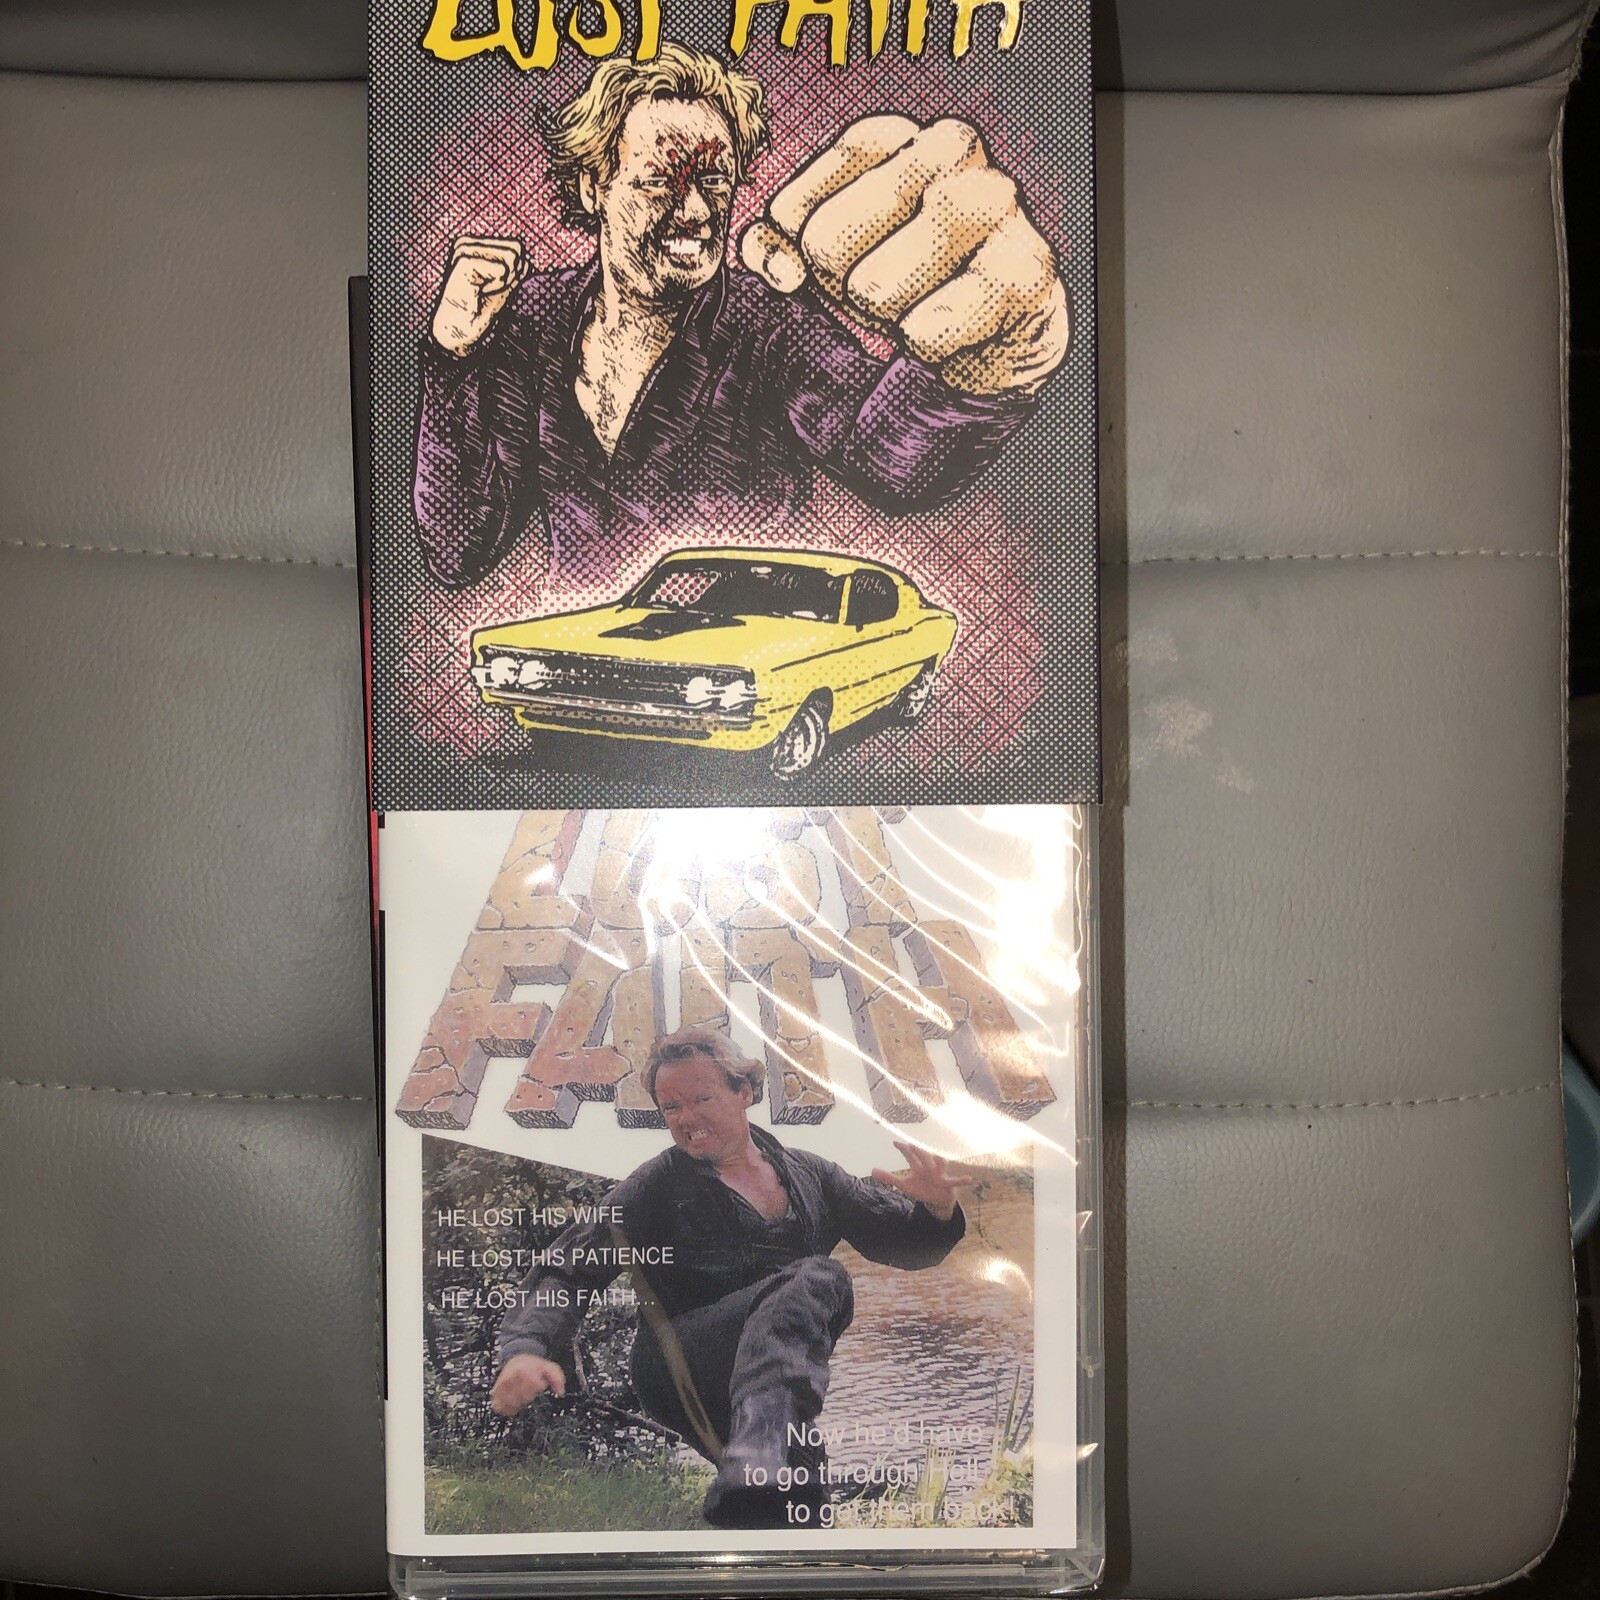 LOST FAITH
LOST
FAITH
HE LOST HIS WIFE
HE LOST HIS PATIENCE
HE LOST HIS FAITH...
Now he'd have
to go through Hell
to get them back!